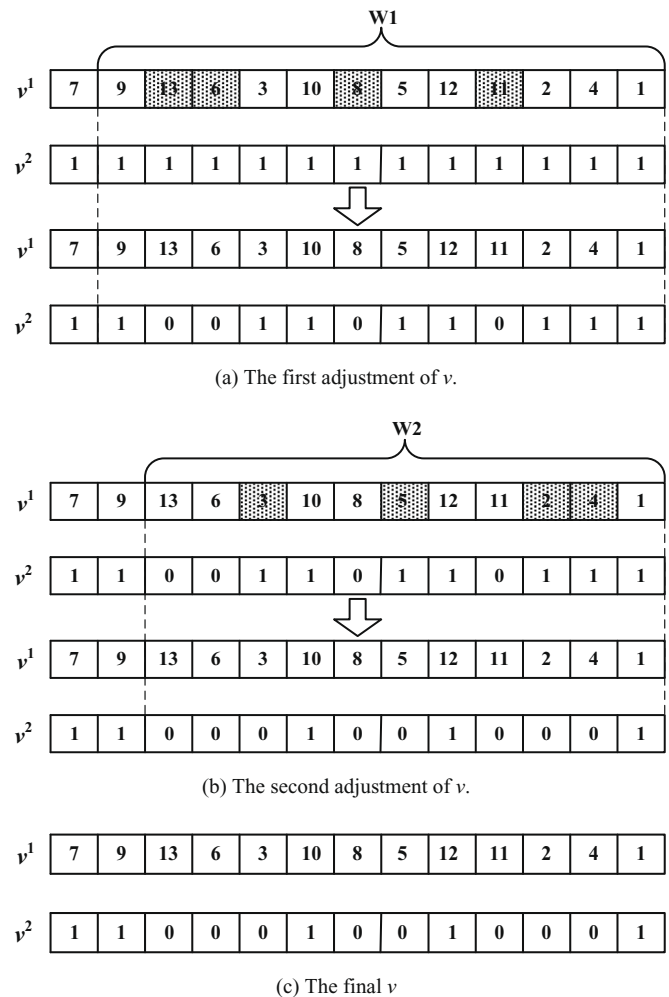 W1
v¹ 7 9 13 6 3 10 8 5 12 11 2 4 1
v² 1 1 1 1 1 1 1 1 1 1 1 1 1
v¹ 7 9 13 6 3 10 8 5 12 11 2 4 1
v² 1 1 0 0 1 1 0 1 1 0 1 1 1
(a) The first adjustment of v.
W2
v¹ 7 9 13 6 3 10 8 5 12 11 2 4 1
v² 1 1 0 0 1 1 0 1 1 0 1 1 1
v¹ 7 9 13 6 3 10 8 5 12 11 2 4 1
v² 1 1 0 0 0 1 0 0 1 0 0 0 1
(b) The second adjustment of v.
v¹ 7 9 13 6 3 10 8 5 12 11 2 4 1
v² 1 1 0 0 0 1 0 0 1 0 0 0 1
(c) The final v